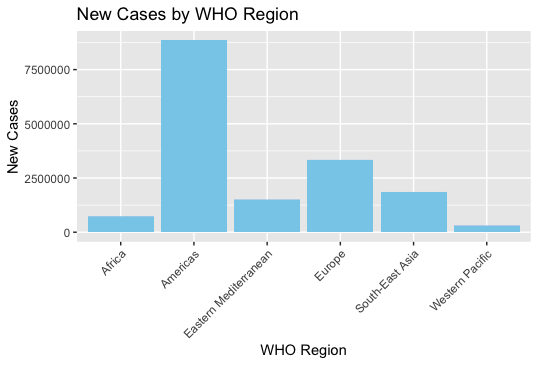 New Cases by WHO Region
New Cases
7500000
5000000
2500000
0
Africa
Americas
Eastern Mediterranean
Europe
South-East Asia
Western Pacific
WHO Region